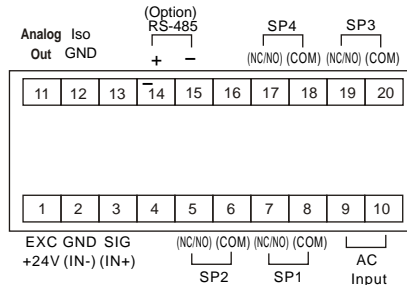 (Option)
Analog Iso RS-485 SP4 SP3
Out GND + – (NC/NO) (COM) (NC/NO) (COM)
11 12 13 14 15 16 17 18 19 20
1 2 3 4 5 6 7 8 9 10
EXC GND SIG (NC/NO) (COM) (NC/NO) (COM)
+24V (IN-) (IN+) SP2 SP1 AC
Input